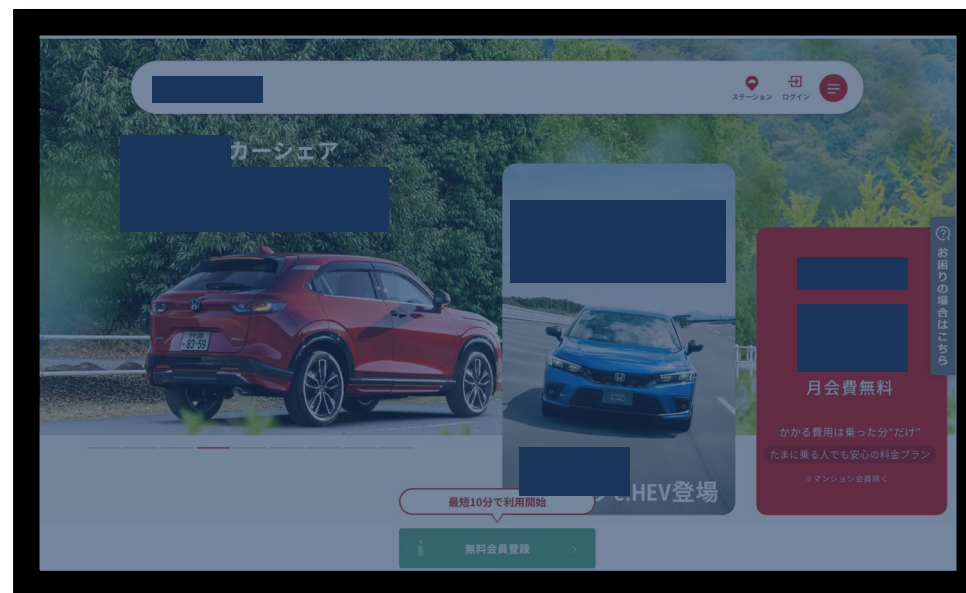 ステーション
ログイン
カーシェア
お困りの場合はこちら
83-59
e:HEV登場
月会費無料
かかる費用は乗った分“だけ”
たまに乗る人でも安心の料金プラン
※マンション会員除く
最短10分で利用開始
無料会員登録